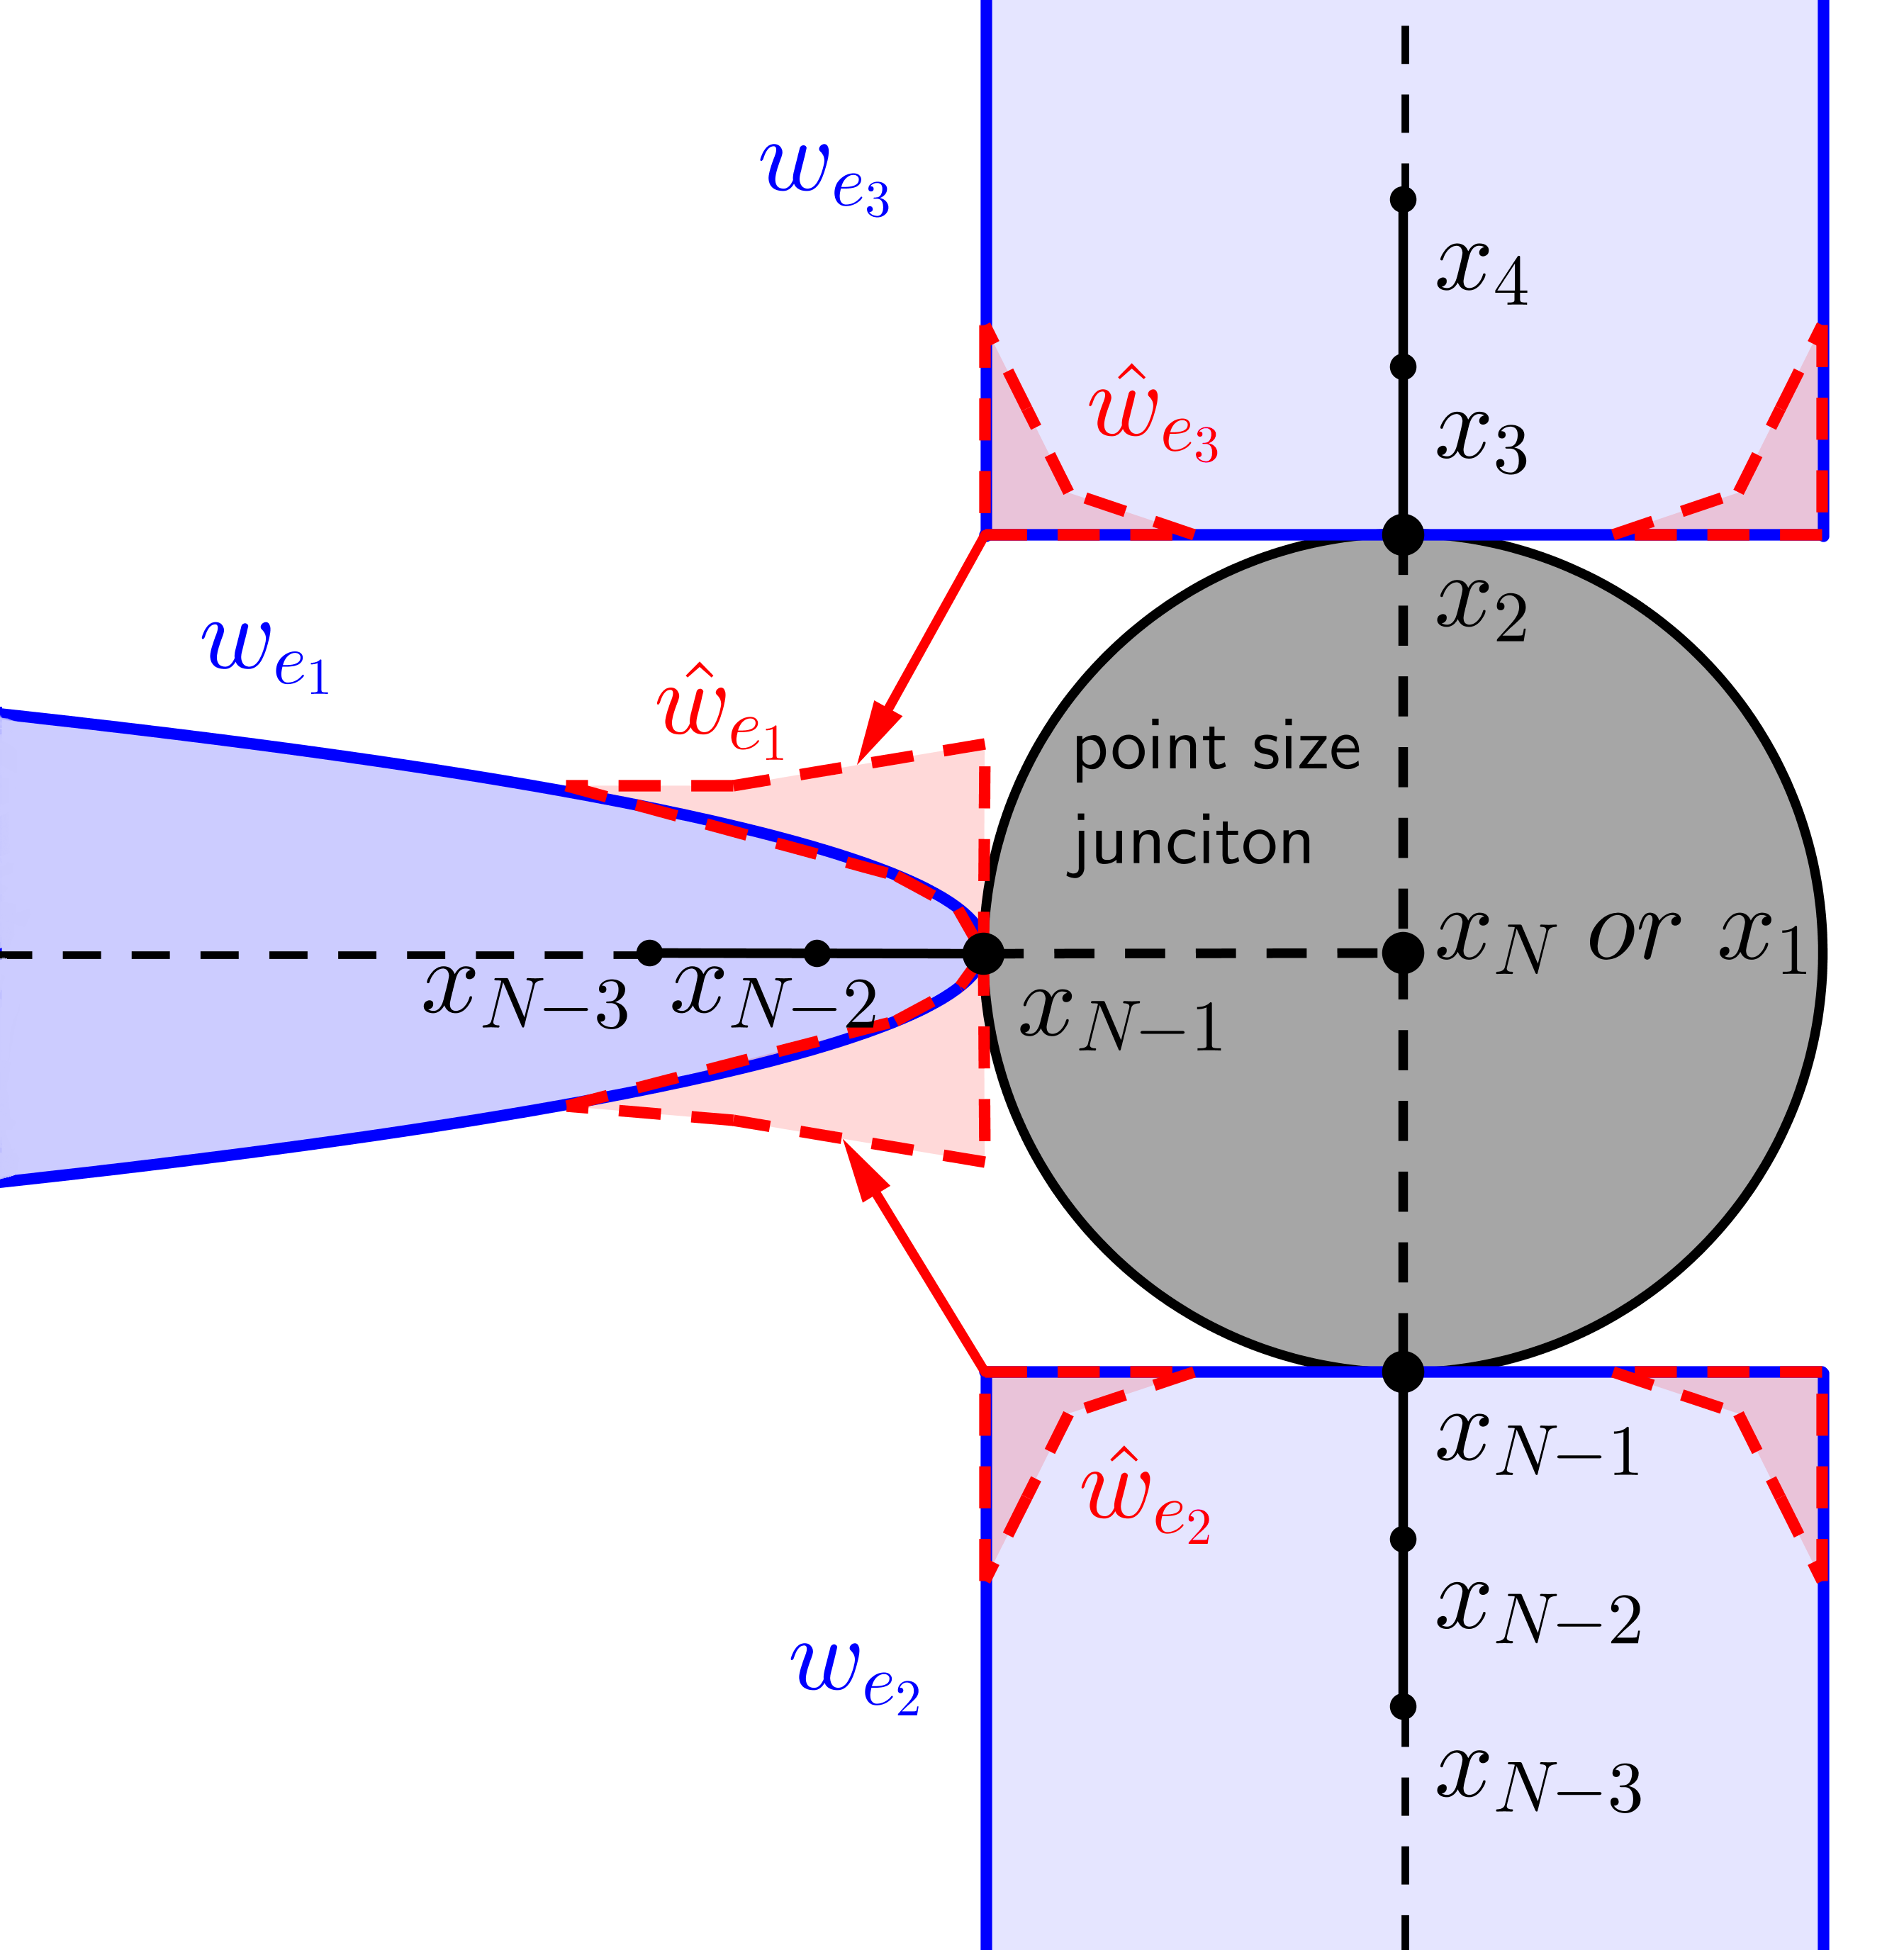 w_{e_3}
x_4
ŵ_{e_3}
x_3
x_2
w_{e_1}
ŵ_{e_1}
point size
junciton
x_N or x_1
x_{N-3} x_{N-2} x_{N-1}
x_{N-1}
ŵ_{e_2}
x_{N-2}
w_{e_2}
x_{N-3}